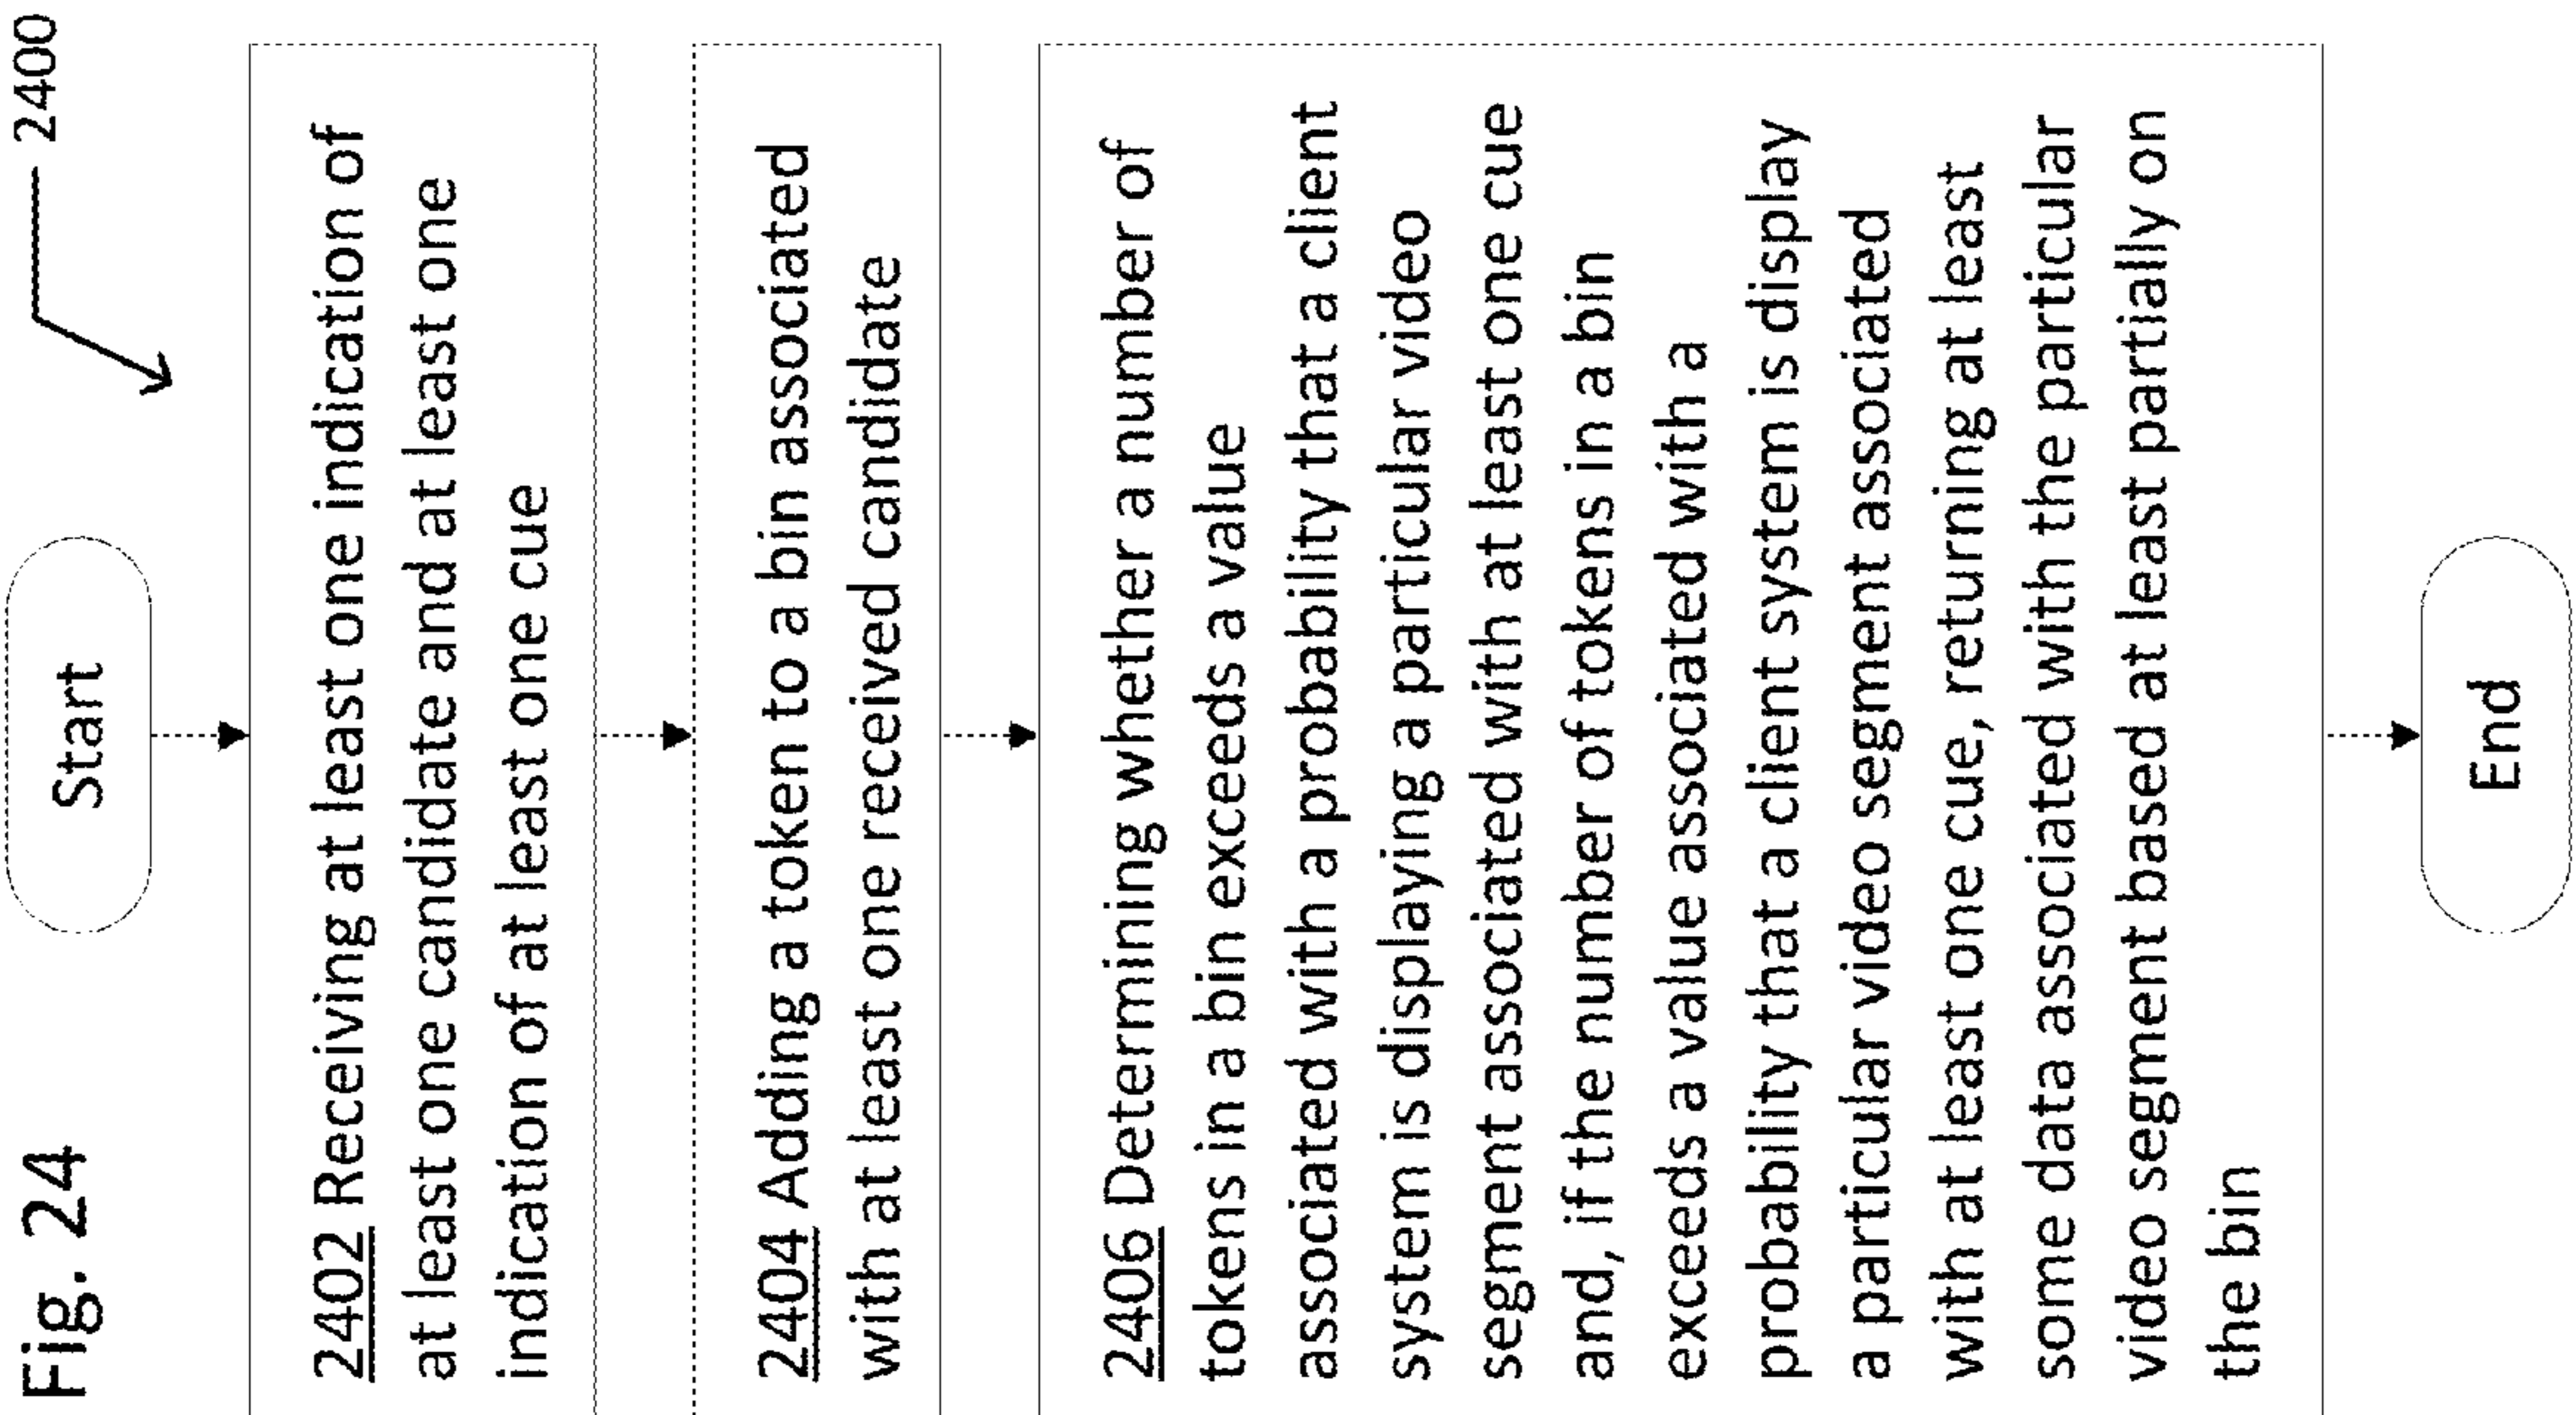 Fig. 24
2400
Start
2402 Receiving at least one indication of
at least one candidate and at least one
indication of at least one cue
2404 Adding a token to a bin associated
with at least one received candidate
2406 Determining whether a number of
tokens in a bin exceeds a value
associated with a probability that a client
system is displaying a particular video
segment associated with at least one cue
and, if the number of tokens in a bin
exceeds a value associated with a
probability that a client system is display
a particular video segment associated
with at least one cue, returning at least
some data associated with the particular
video segment based at least partially on
the bin
End